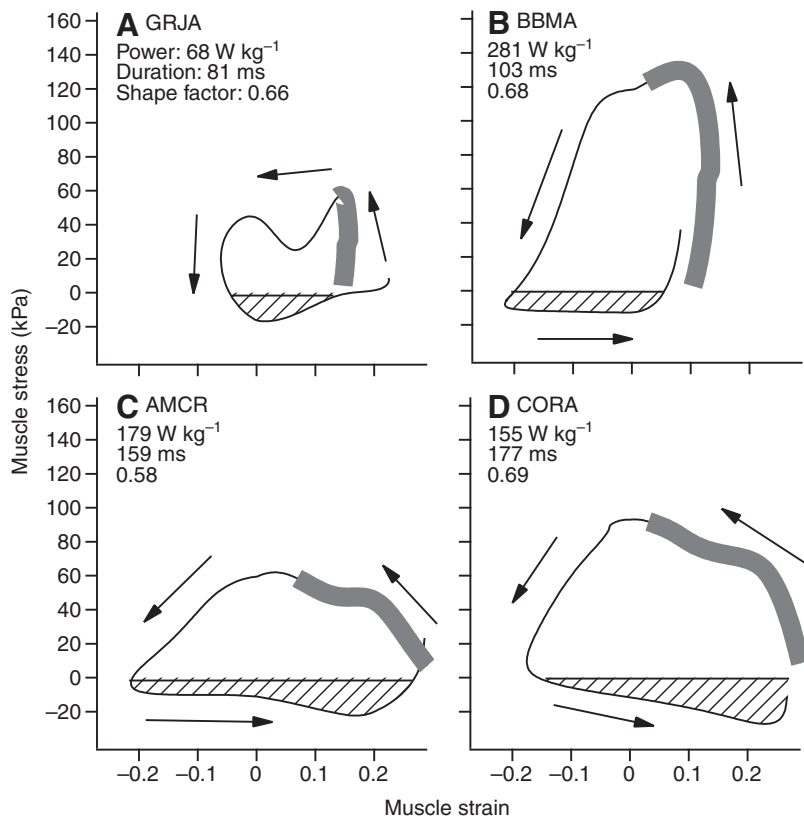 A GRJA
Power: 68 W kg⁻¹
Duration: 81 ms
Shape factor: 0.66
B BBMA
281 W kg⁻¹
103 ms
0.68
160
140
120
100
80
60
40
20
0
−20
C AMCR
179 W kg⁻¹
159 ms
0.58
D CORA
155 W kg⁻¹
177 ms
0.69
160
140
120
100
80
60
40
20
0
−20
Muscle stress (kPa)
−0.2 −0.1 0 0.1 0.2
−0.2 −0.1 0 0.1 0.2
Muscle strain